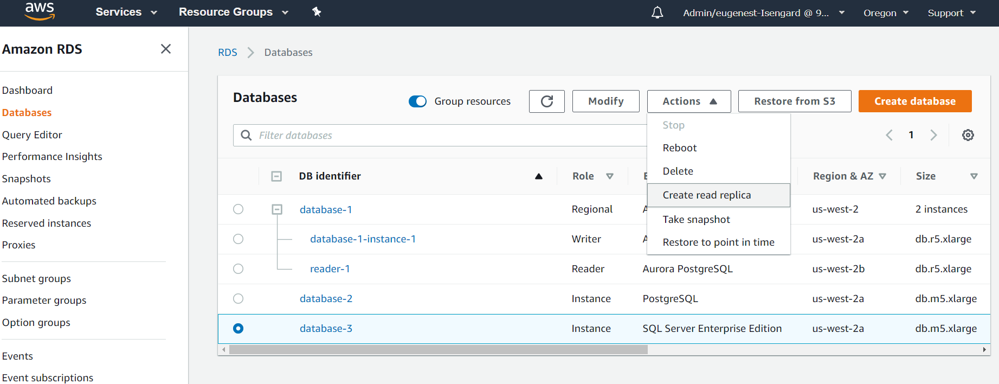 aws Services Resource Groups Admin/eugenest-Isengard @ 9... Oregon Support
Amazon RDS
Dashboard
Databases
Query Editor
Performance Insights
Snapshots
Automated backups
Reserved instances
Proxies
Subnet groups
Parameter groups
Option groups
Events
Event subscriptions
RDS > Databases
Databases Group resources Modify Actions Restore from S3 Create database
Filter databases 1
Stop
Reboot
Delete
Create read replica
Take snapshot
Restore to point in time
DB identifier Role Region & AZ Size
database-1 Regional us-west-2 2 instances
database-1-instance-1 Writer us-west-2a db.r5.xlarge
reader-1 Reader Aurora PostgreSQL us-west-2b db.r5.xlarge
database-2 Instance PostgreSQL us-west-2a db.m5.xlarge
database-3 Instance SQL Server Enterprise Edition us-west-2a db.m5.xlarge